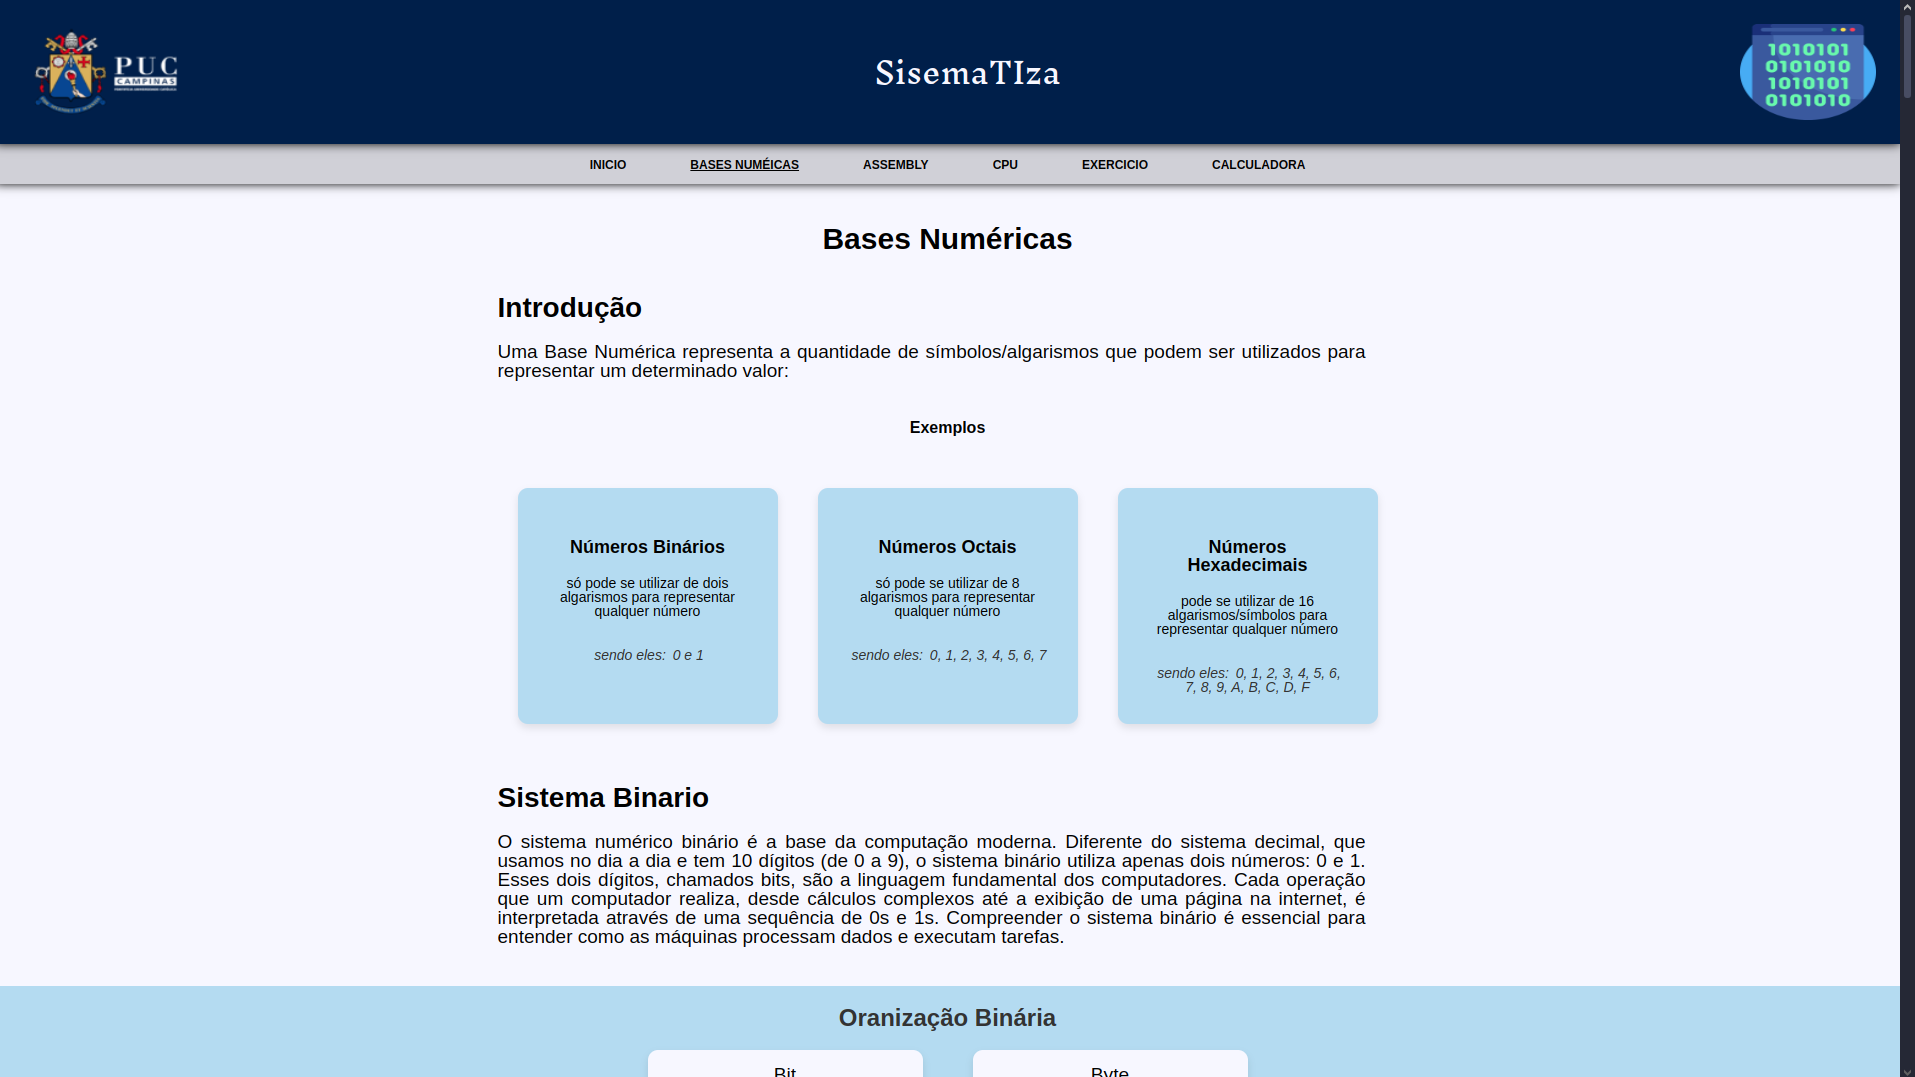 PUC
CAMPINAS
SisemaTIza
1010101
0101010
1010101
0101010
INICIO
BASES NUMÉICAS
ASSEMBLY
CPU
EXERCICIO
CALCULADORA
Bases Numéricas
Introdução
Uma Base Numérica representa a quantidade de símbolos/algarismos que podem ser utilizados para
representar um determinado valor:
Exemplos
Números Binários
só pode se utilizar de dois
algarismos para representar
qualquer número
sendo eles: 0 e 1
Números Octais
só pode se utilizar de 8
algarismos para representar
qualquer número
sendo eles: 0, 1, 2, 3, 4, 5, 6, 7
Números
Hexadecimais
pode se utilizar de 16
algarismos/símbolos para
representar qualquer número
sendo eles: 0, 1, 2, 3, 4, 5, 6,
7, 8, 9, A, B, C, D, F
Sistema Binario
O sistema numérico binário é a base da computação moderna. Diferente do sistema decimal, que
usamos no dia a dia e tem 10 dígitos (de 0 a 9), o sistema binário utiliza apenas dois números: 0 e 1.
Esses dois dígitos, chamados bits, são a linguagem fundamental dos computadores. Cada operação
que um computador realiza, desde cálculos complexos até a exibição de uma página na internet, é
interpretada através de uma sequência de 0s e 1s. Compreender o sistema binário é essencial para
entender como as máquinas processam dados e executam tarefas.
Oranização Binária
Bit
Byte